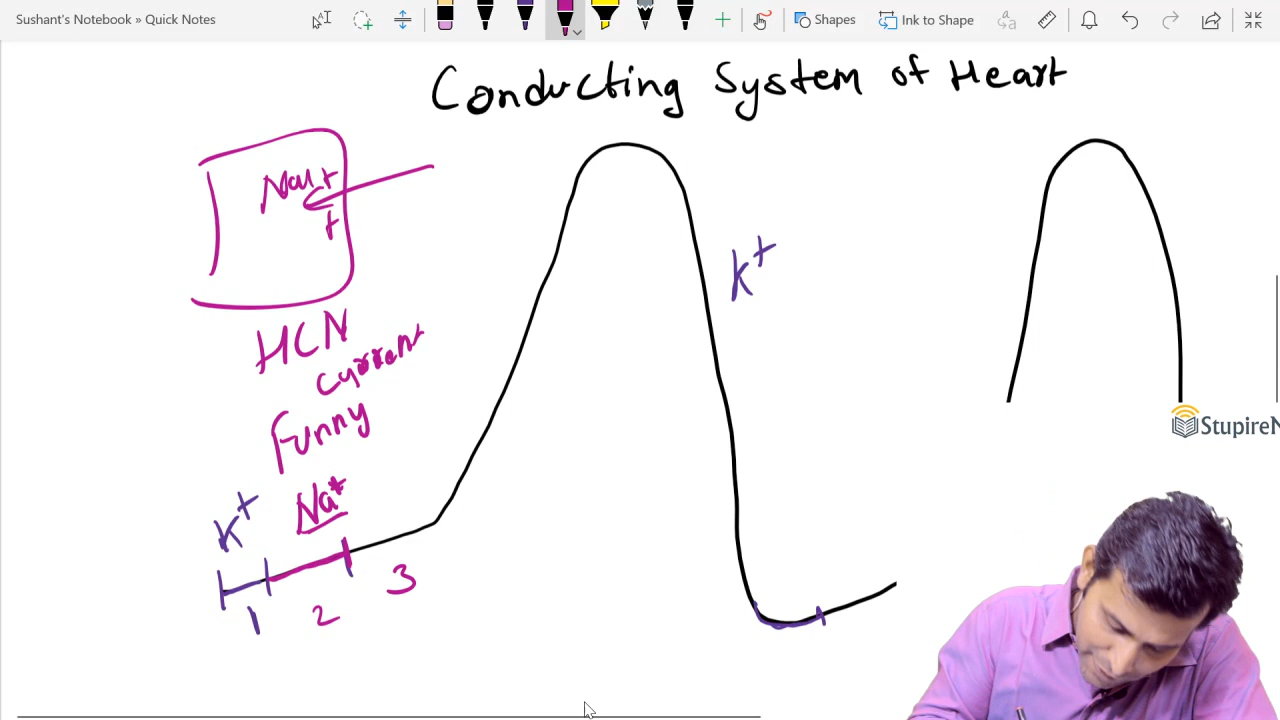 Sushant's Notebook » Quick Notes
Shapes
Ink to Shape
Conducting System of Heart
Na+
+
HCN
current
Funny
K+
Na+
K+
1
2
3
StupireN